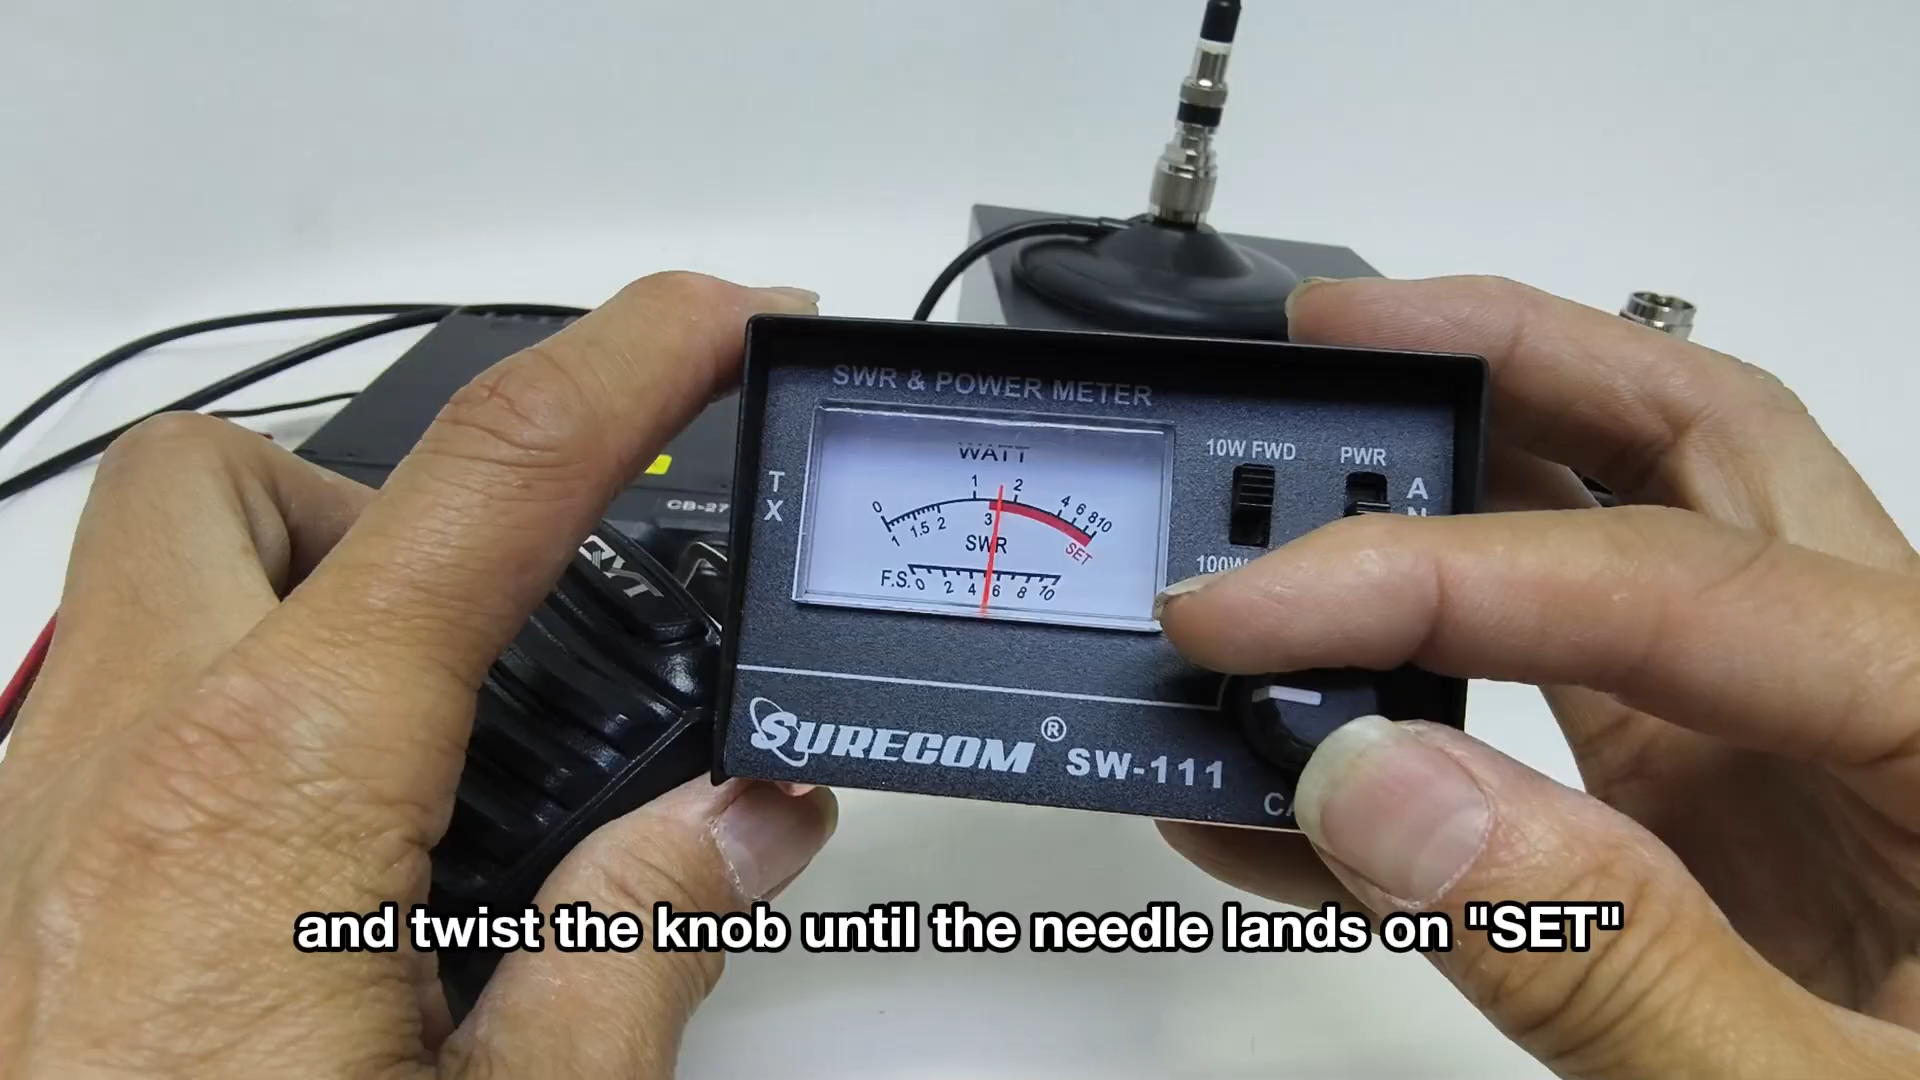 SWR & POWER METER
WATT
0 1 2 4 6 8 10
1 1.5 2 3
SWR
SET
F.S. 0 2 4 6 8 10
T
X
10W FWD
PWR
A
100W
CB-27
QYT
SURECOM® SW-111
and twist the knob until the needle lands on "SET"